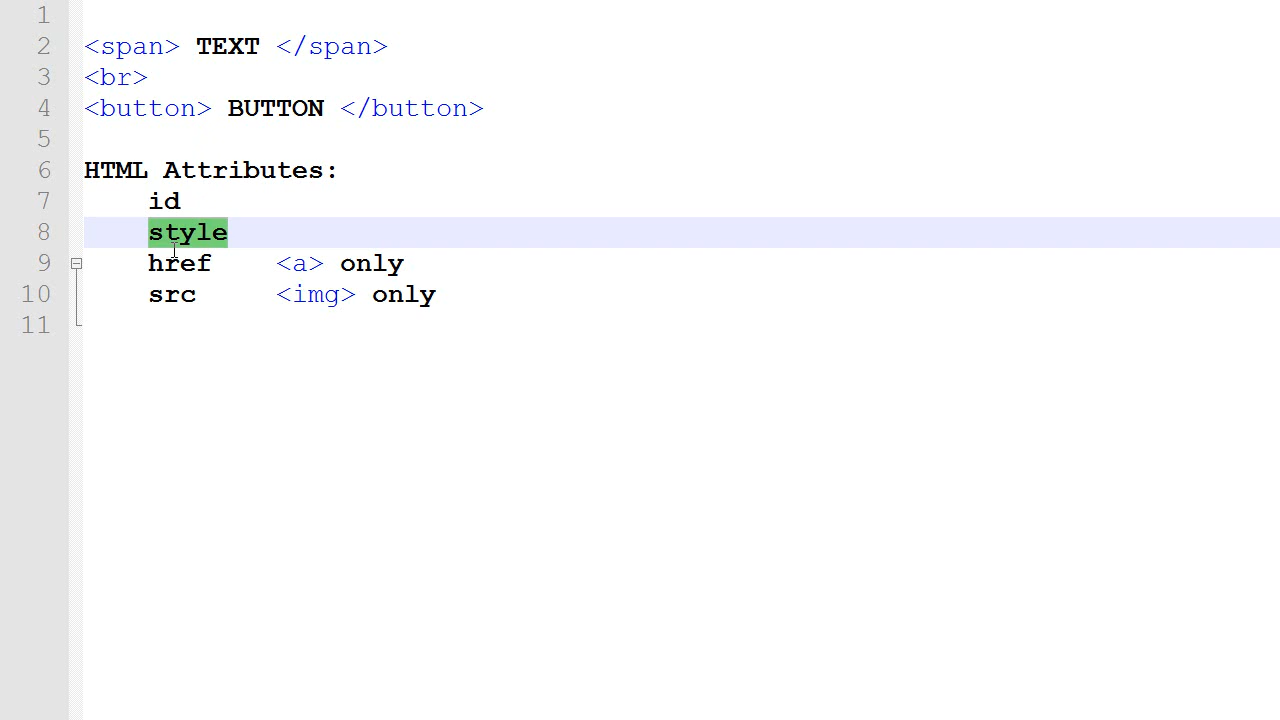 1
2 <span> TEXT </span>
3 <br>
4 <button> BUTTON </button>
5
6 HTML Attributes:
7 id
8 style
9 href <a> only
10 src <img> only
11